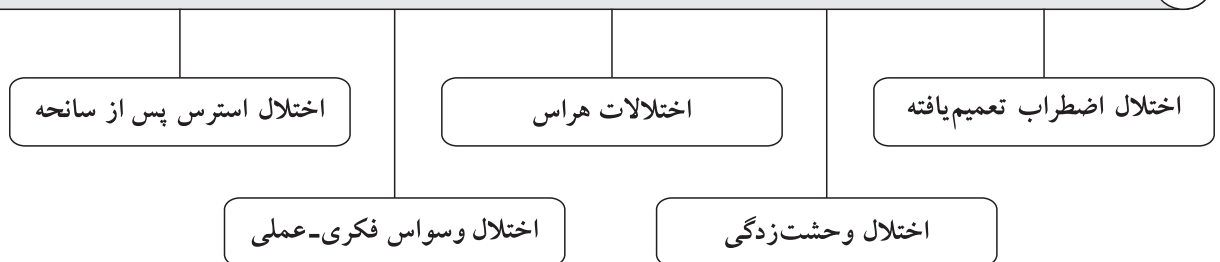 اختلال اضطراب تعمیم‌یافته
اختلالات هراس
اختلال استرس پس از سانحه
اختلال وحشت‌زدگی
اختلال وسواس فکری-عملی